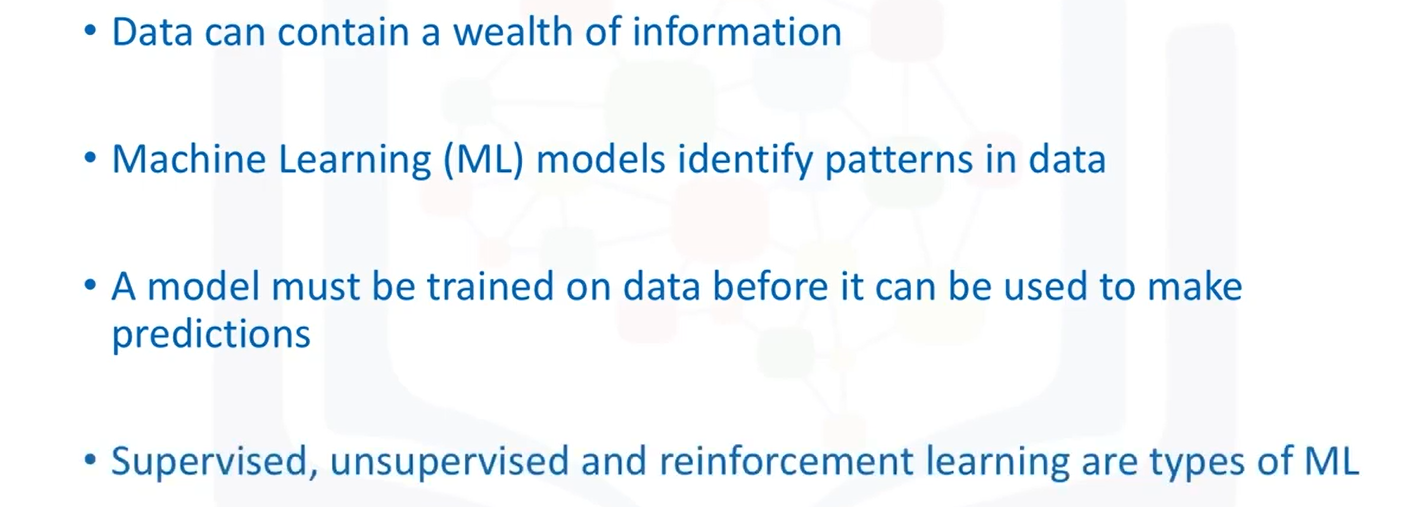 • Data can contain a wealth of information
• Machine Learning (ML) models identify patterns in data
• A model must be trained on data before it can be used to make
predictions
• Supervised, unsupervised and reinforcement learning are types of ML